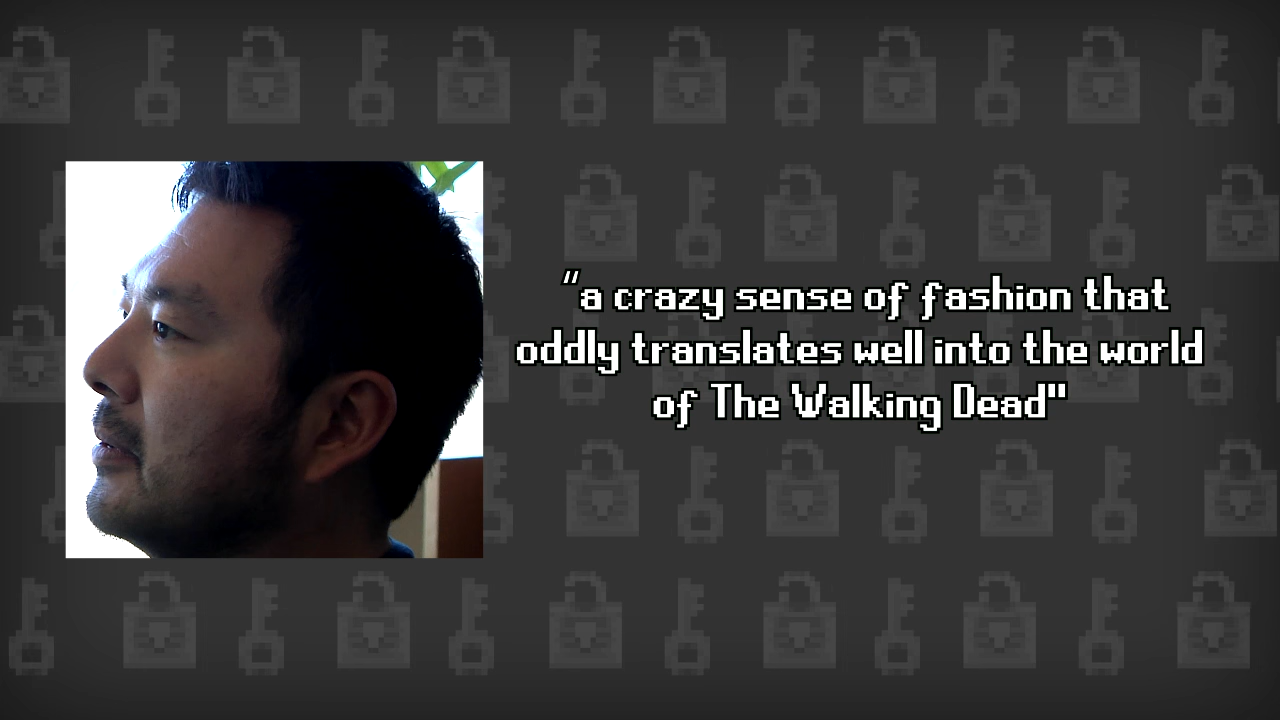 “a crazy sense of fashion that
oddly translates well into the world
of The Walking Dead"